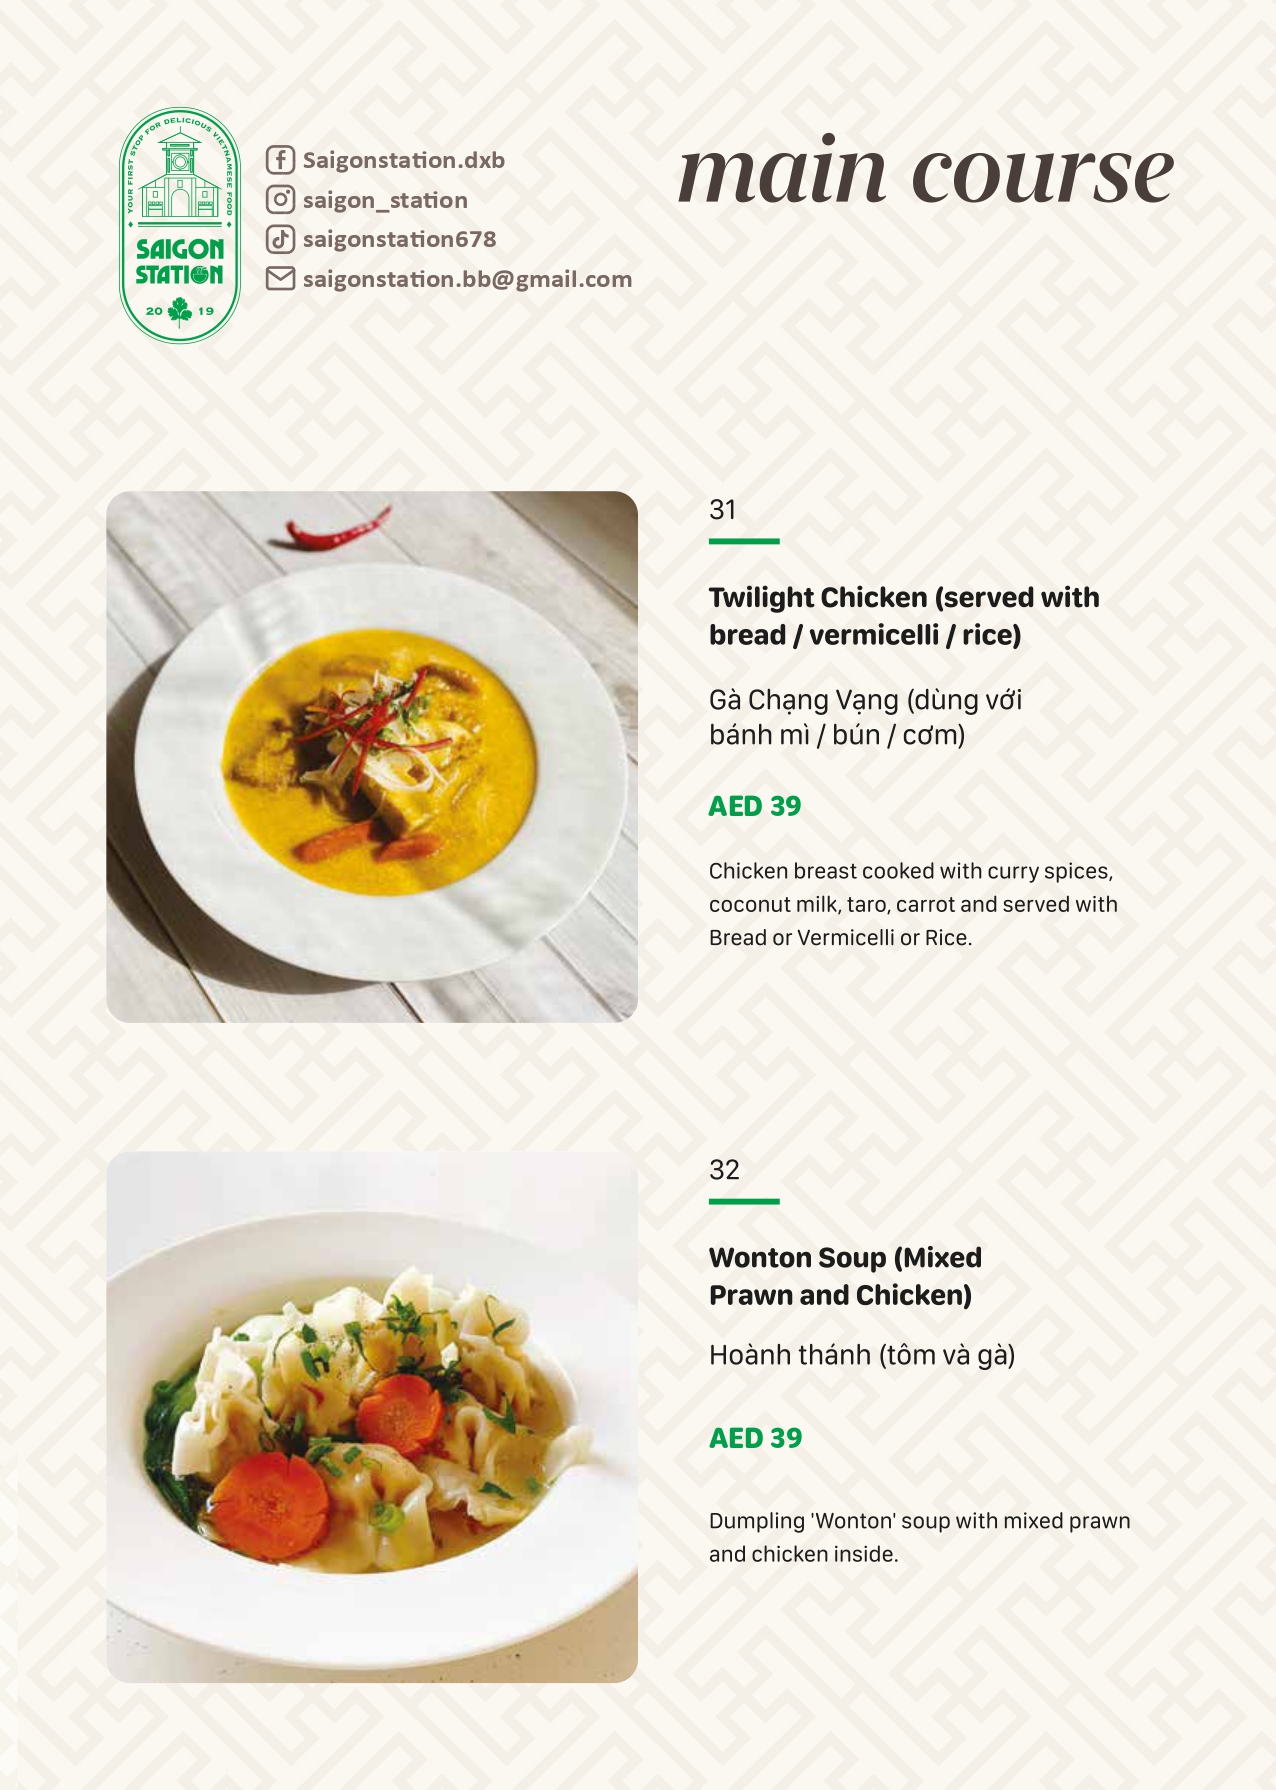 YOUR FIRST STOP FOR DELICIOUS VIETNAMESE FOOD
SAIGON
STATION
20 19
Saigonstation.dxb
saigon_station
saigonstation678
saigonstation.bb@gmail.com
main course
31
Twilight Chicken (served with
bread / vermicelli / rice)
Gà Chạng Vạng (dùng với
bánh mì / bún / cơm)
AED 39
Chicken breast cooked with curry spices,
coconut milk, taro, carrot and served with
Bread or Vermicelli or Rice.
32
Wonton Soup (Mixed
Prawn and Chicken)
Hoành thánh (tôm và gà)
AED 39
Dumpling 'Wonton' soup with mixed prawn
and chicken inside.